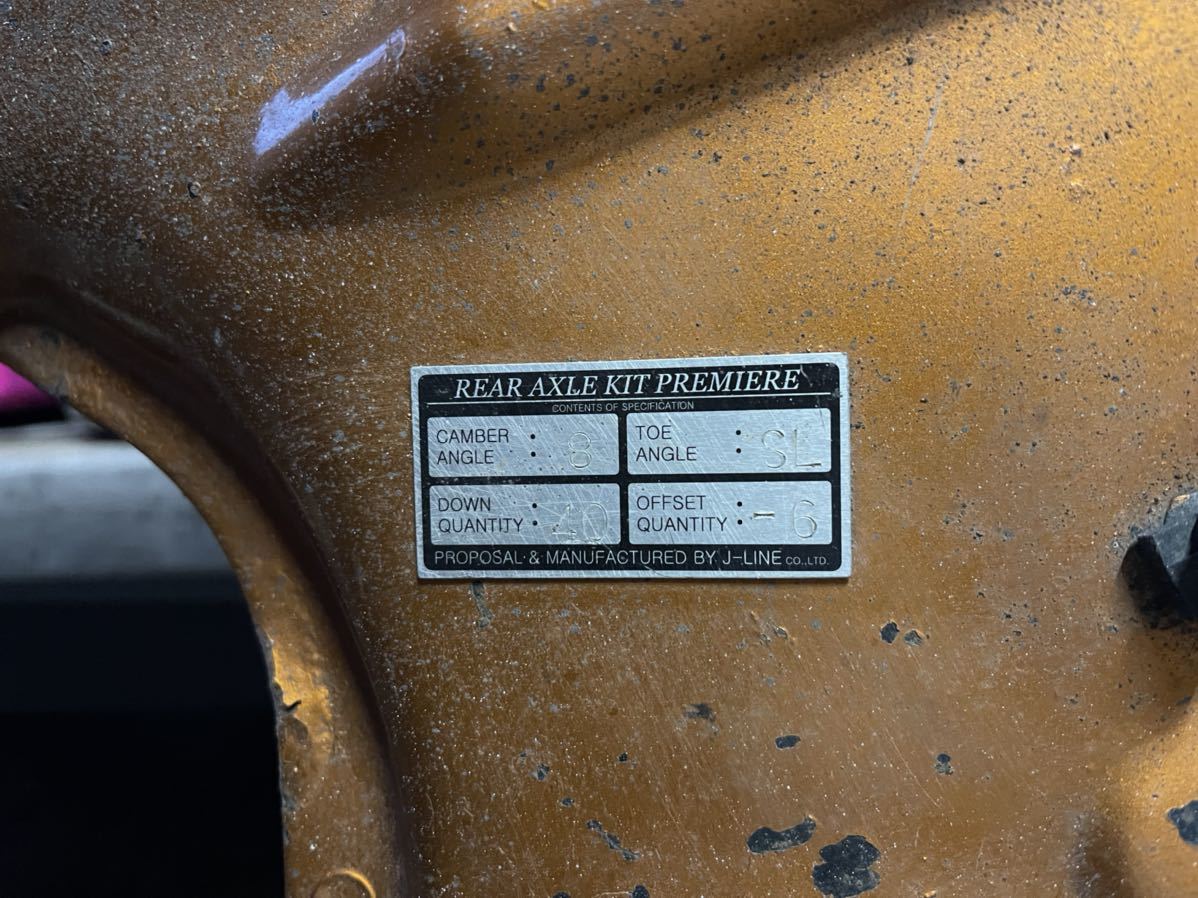 REAR AXLE KIT PREMIERE
CONTENTS OF SPECIFICATION
CAMBER ANGLE : 8
TOE ANGLE : SL
DOWN QUANTITY : 40
OFFSET QUANTITY : -6
PROPOSAL & MANUFACTURED BY J-LINE CO.,LTD.